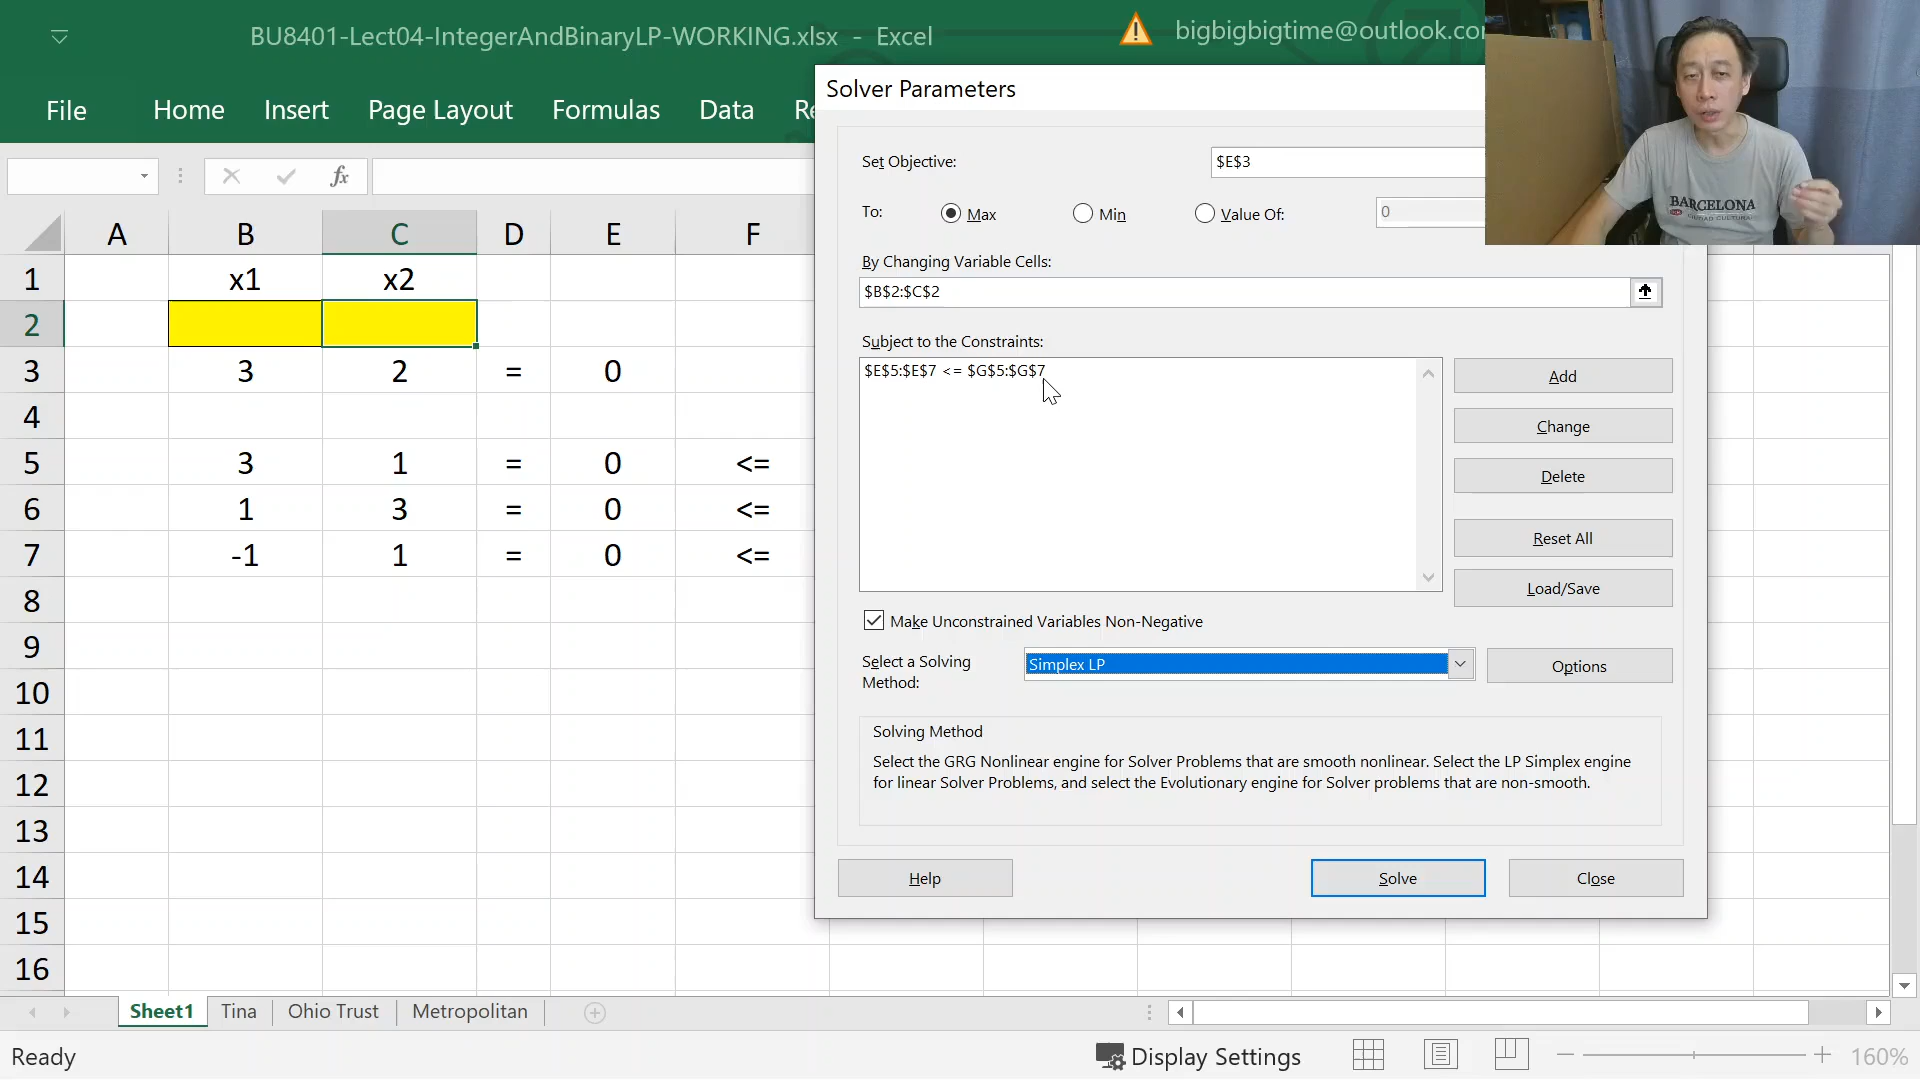 BU8401-Lect04-IntegerAndBinaryLP-WORKING.xlsx - Excel
bigbigbigtime@outlook.co
File Home Insert Page Layout Formulas Data Re
fx
A B C D E F
1 x1 x2
2
3 3 2 = 0
4
5 3 1 = 0 <=
6 1 3 = 0 <=
7 -1 1 = 0 <=
8
9
10
11
12
13
14
15
16
Solver Parameters
Set Objective: $E$3
To: Max Min Value Of: 0
By Changing Variable Cells:
$B$2:$C$2
Subject to the Constraints:
$E$5:$E$7 <= $G$5:$G$7
Add
Change
Delete
Reset All
Load/Save
Make Unconstrained Variables Non-Negative
Select a Solving
Method:
Simplex LP
Options
Solving Method
Select the GRG Nonlinear engine for Solver Problems that are smooth nonlinear. Select the LP Simplex engine
for linear Solver Problems, and select the Evolutionary engine for Solver problems that are non-smooth.
Help Solve Close
BARCELONA
CIUDAD CULTURAL
Sheet1 Tina Ohio Trust Metropolitan
Ready
Display Settings
160%